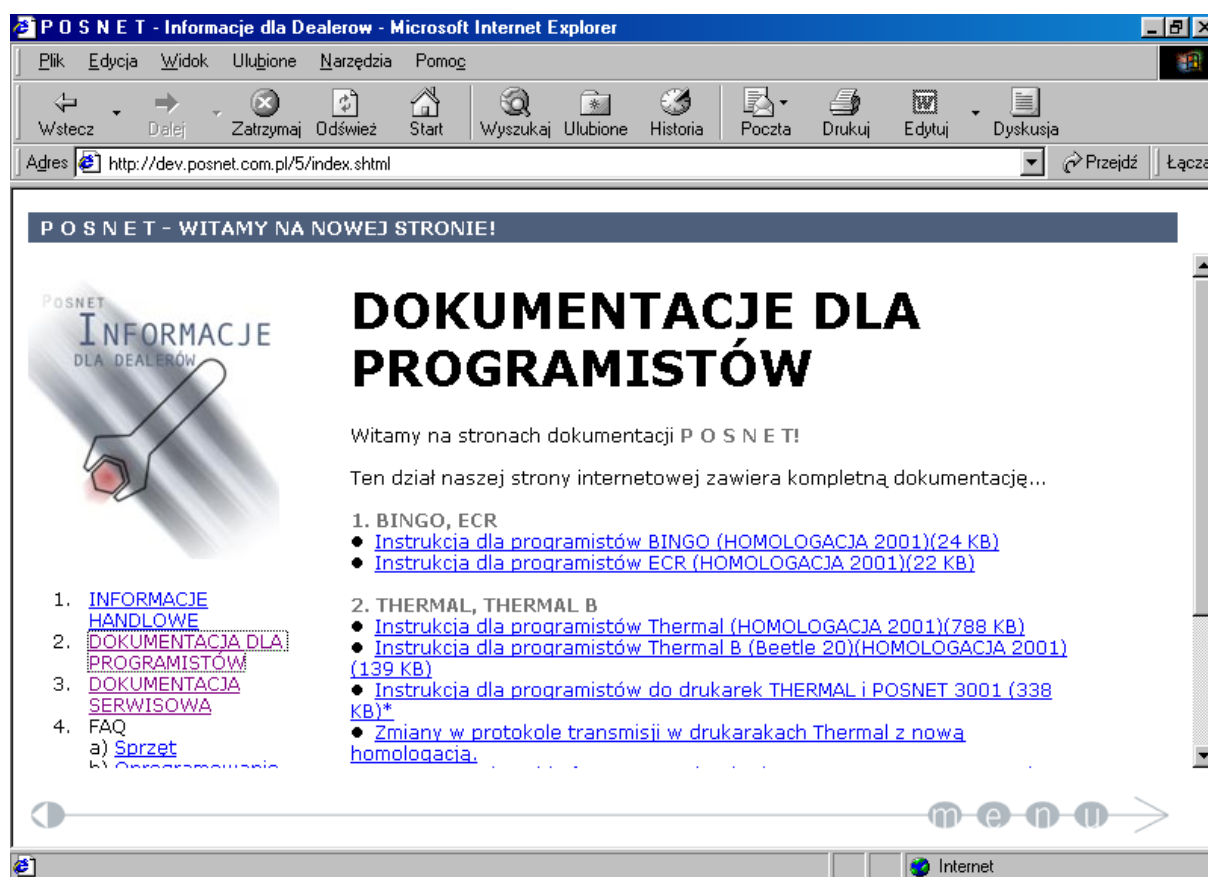 P O S N E T - Informacje dla Dealerow - Microsoft Internet Explorer
Plik Edycja Widok Ulubione Narzędzia Pomoc
Wstecz Dalej Zatrzymaj Odśwież Start Wyszukaj Ulubione Historia Poczta Drukuj Edytuj Dyskusja
Adres http://dev.posnet.com.pl/5/index.shtml Przejdź Łącza
P O S N E T - WITAMY NA NOWEJ STRONIE!
POSNET
INFORMACJE
DLA DEALERÓW
1. INFORMACJE
HANDLOWE
2. DOKUMENTACJA DLA
PROGRAMISTÓW
3. DOKUMENTACJA
SERWISOWA
4. FAQ
a) Sprzęt
b) Oprogramowanie
DOKUMENTACJE DLA
PROGRAMISTÓW
Witamy na stronach dokumentacji P O S N E T!
Ten dział naszej strony internetowej zawiera kompletną dokumentację...
1. BINGO, ECR
● Instrukcja dla programistów BINGO (HOMOLOGACJA 2001)(24 KB)
● Instrukcja dla programistów ECR (HOMOLOGACJA 2001)(22 KB)
2. THERMAL, THERMAL B
● Instrukcja dla programistów Thermal (HOMOLOGACJA 2001)(788 KB)
● Instrukcja dla programistów Thermal B (Beetle 20)(HOMOLOGACJA 2001)
(139 KB)
● Instrukcja dla programistów do drukarek THERMAL i POSNET 3001 (338
KB)*
● Zmiany w protokole transmisji w drukarakach Thermal z nową
homologacją.
menu
Internet